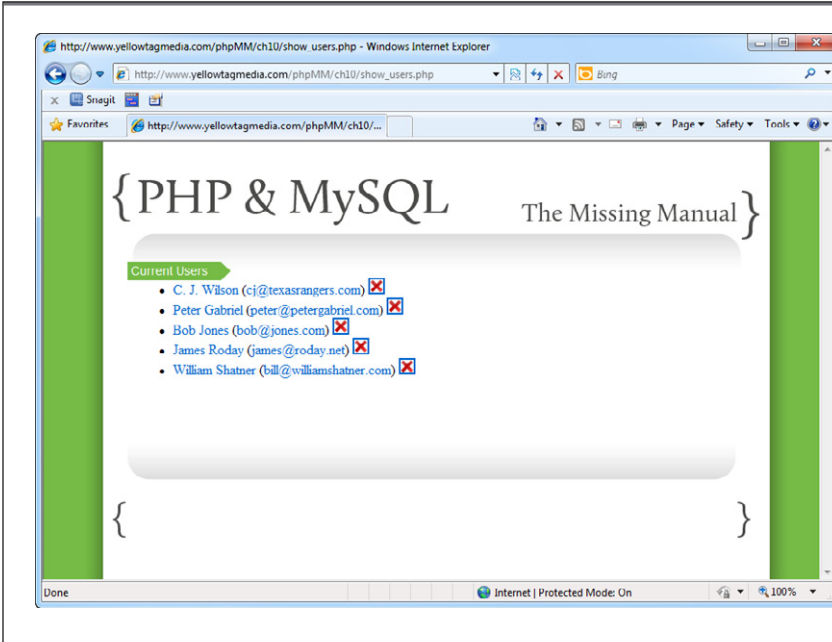 http://www.yellowtagmedia.com/phpMM/ch10/show_users.php - Windows Internet Explorer
http://www.yellowtagmedia.com/phpMM/ch10/show_users.php
Bing
x Snagit
Favorites
http://www.yellowtagmedia.com/phpMM/ch10/...
Page Safety Tools
{PHP & MySQL
The Missing Manual}
Current Users
• C. J. Wilson (cj@texasrangers.com)
• Peter Gabriel (peter@petergabriel.com)
• Bob Jones (bob@jones.com)
• James Roday (james@roday.net)
• William Shatner (bill@williamshatner.com)
{ }
Done
Internet | Protected Mode: On
100%